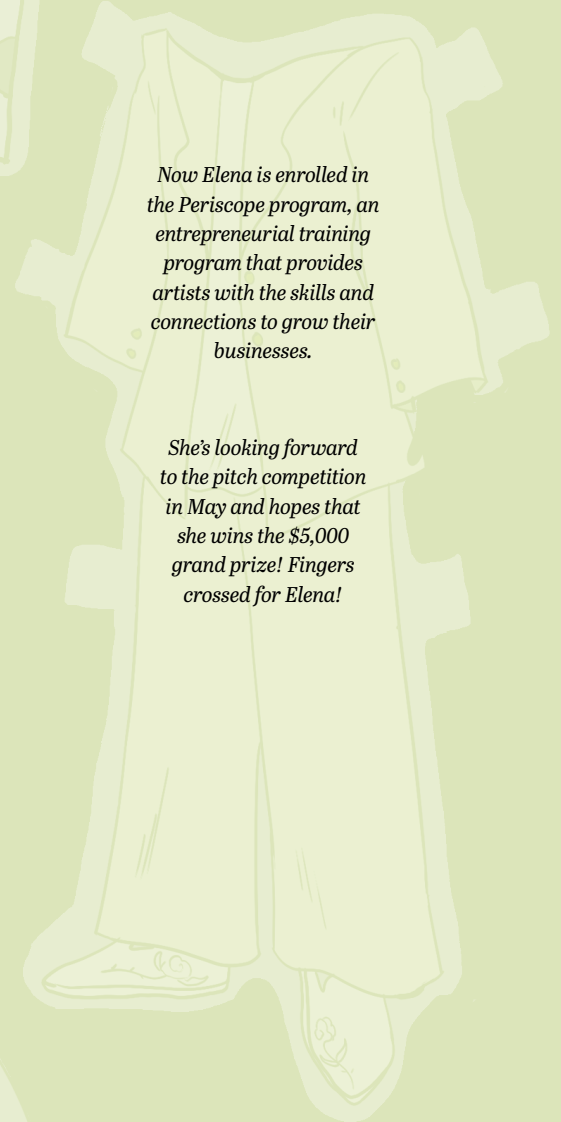 Now Elena is enrolled in
the Periscope program, an
entrepreneurial training
program that provides
artists with the skills and
connections to grow their
businesses.
She’s looking forward
to the pitch competition
in May and hopes that
she wins the $5,000
grand prize! Fingers
crossed for Elena!